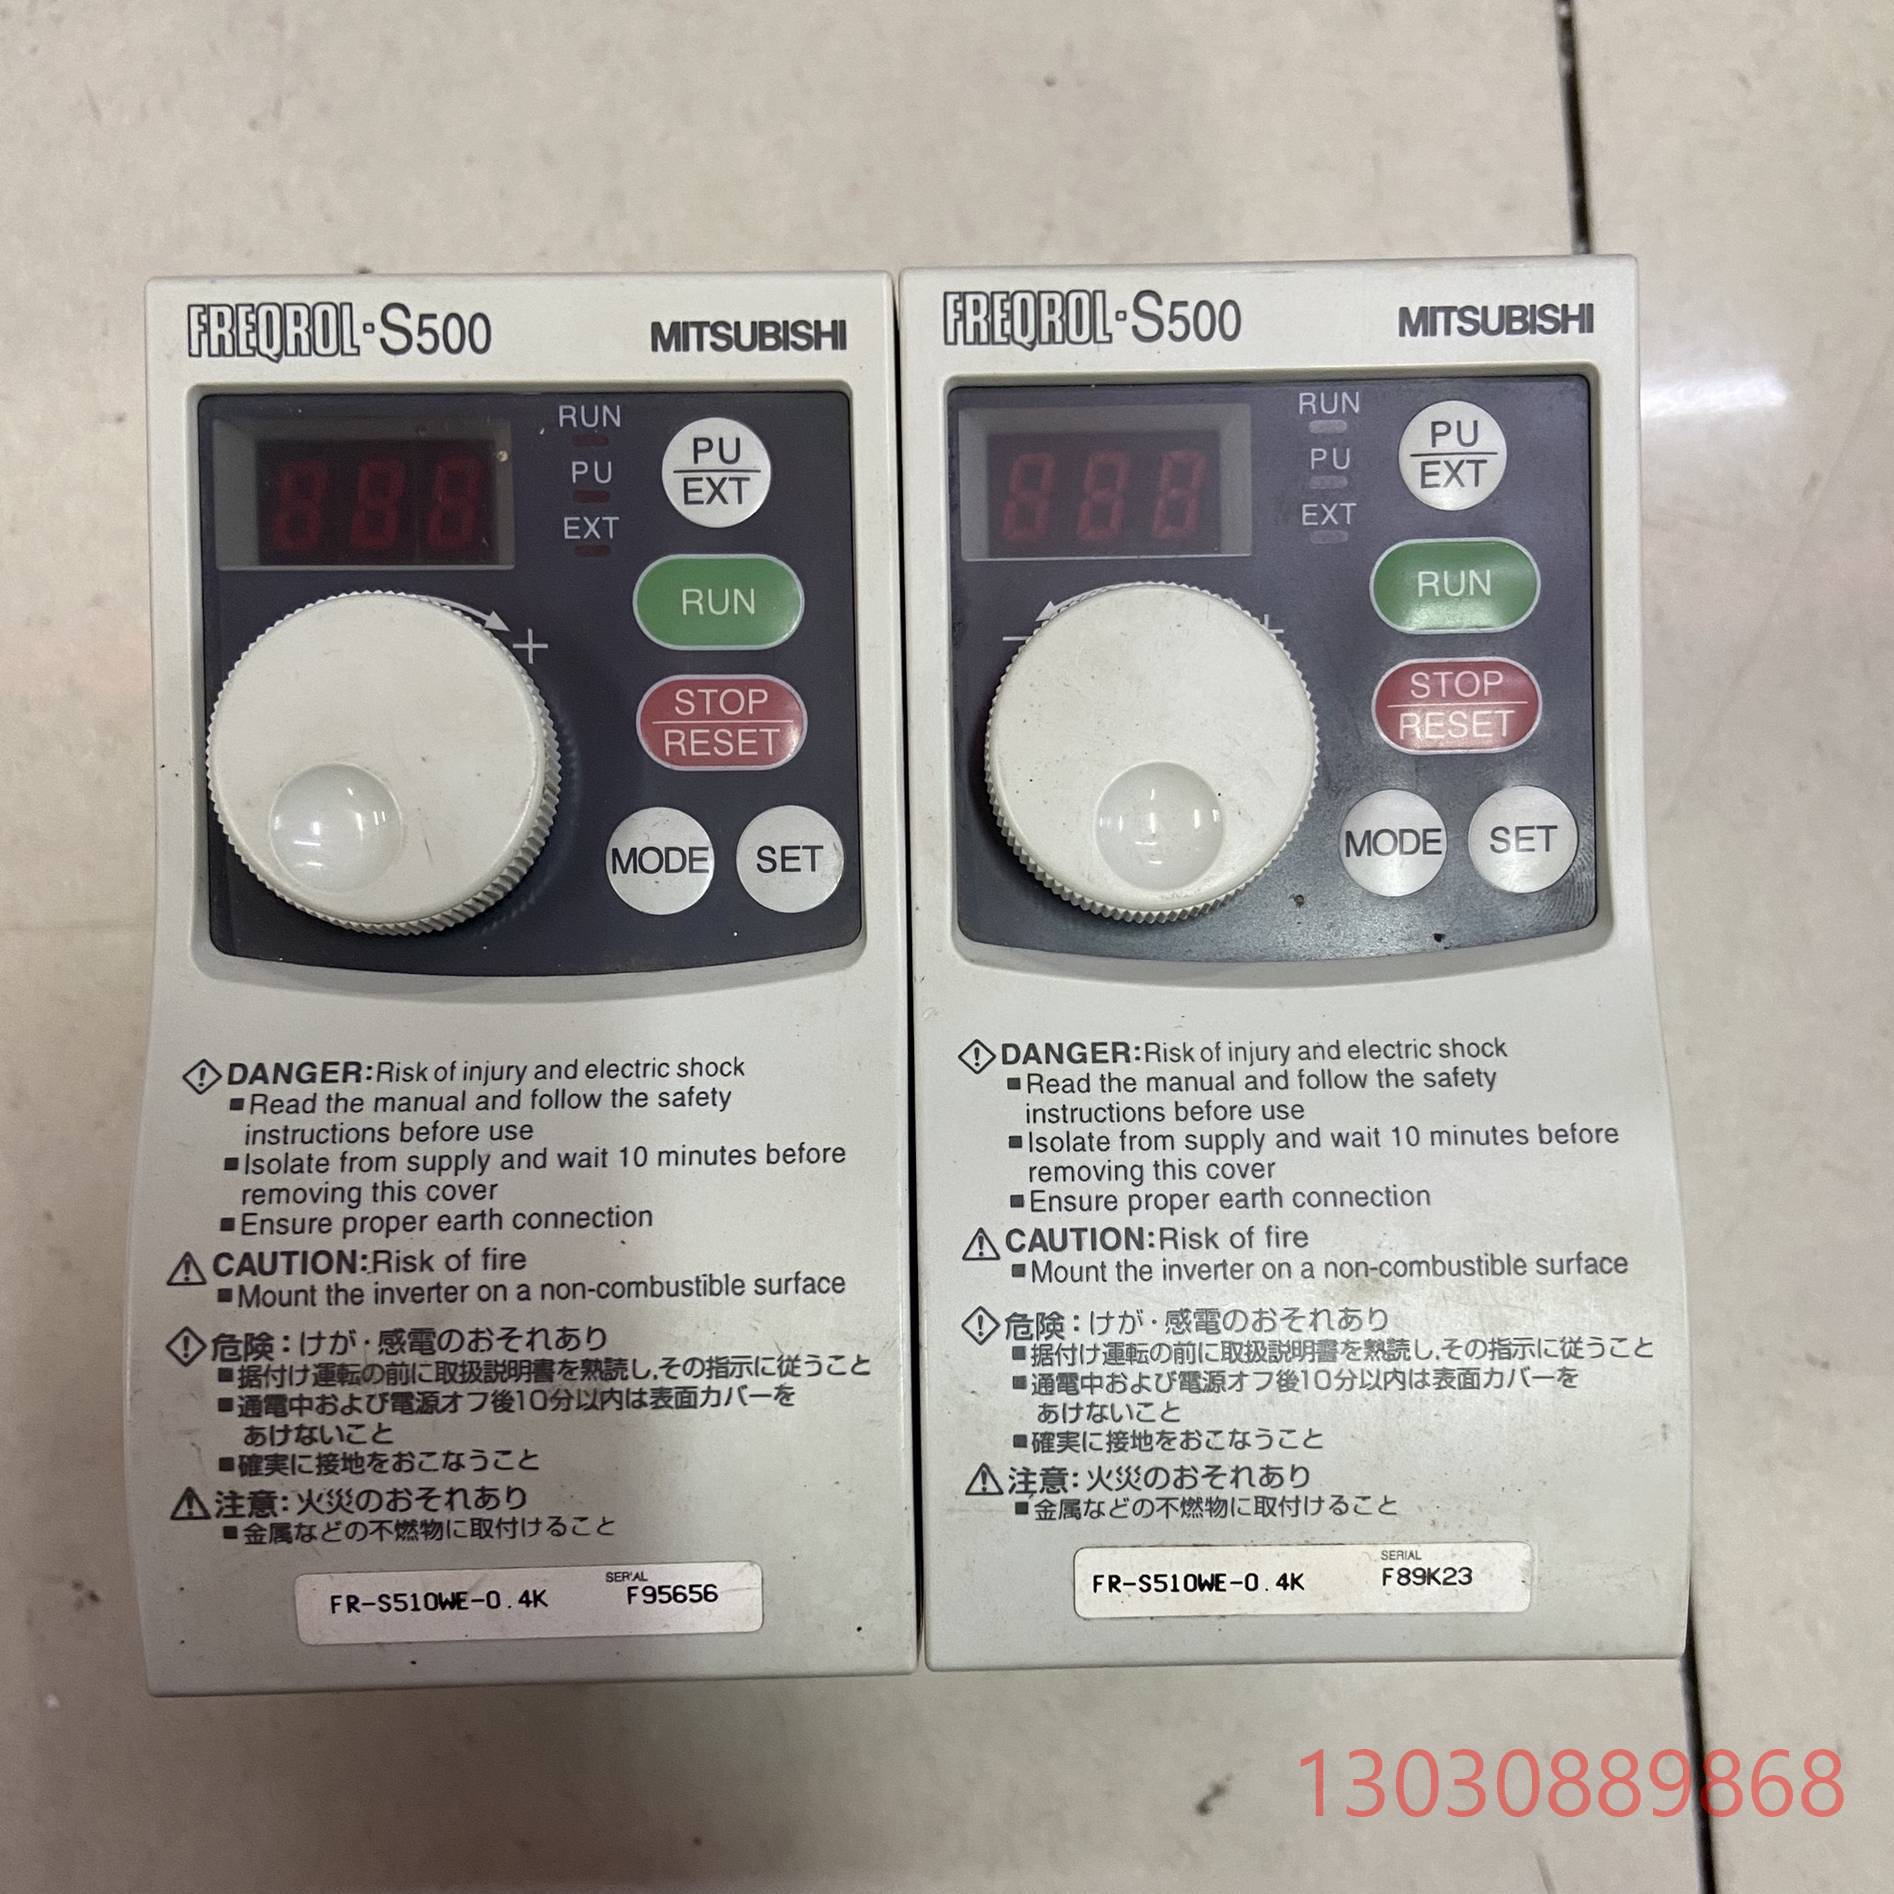 FREQROL-S500
MITSUBISHI
RUN
PU
EXT
PU
EXT
RUN
STOP
RESET
MODE
SET
+
DANGER:Risk of injury and electric shock
■Read the manual and follow the safety
instructions before use
■Isolate from supply and wait 10 minutes before
removing this cover
■Ensure proper earth connection
CAUTION:Risk of fire
■Mount the inverter on a non-combustible surface
危険：けが・感電のおそれあり
■据付け運転の前に取扱説明書を熟読し,その指示に従うこと
■通電中および電源オフ後10分以内は表面カバーを
あけないこと
■確実に接地をおこなうこと
注意：火災のおそれあり
■金属などの不燃物に取付けること
FR-S510WE-0.4K
SERIAL
F95656
FREQROL-S500
MITSUBISHI
RUN
PU
EXT
PU
EXT
RUN
STOP
RESET
MODE
SET
- +
DANGER:Risk of injury and electric shock
■Read the manual and follow the safety
instructions before use
■Isolate from supply and wait 10 minutes before
removing this cover
■Ensure proper earth connection
CAUTION:Risk of fire
■Mount the inverter on a non-combustible surface
危険：けが・感電のおそれあり
■据付け運転の前に取扱説明書を熟読し,その指示に従うこと
■通電中および電源オフ後10分以内は表面カバーを
あけないこと
■確実に接地をおこなうこと
注意：火災のおそれあり
■金属などの不燃物に取付けること
FR-S510WE-0.4K
SERIAL
F89K23
13030889868